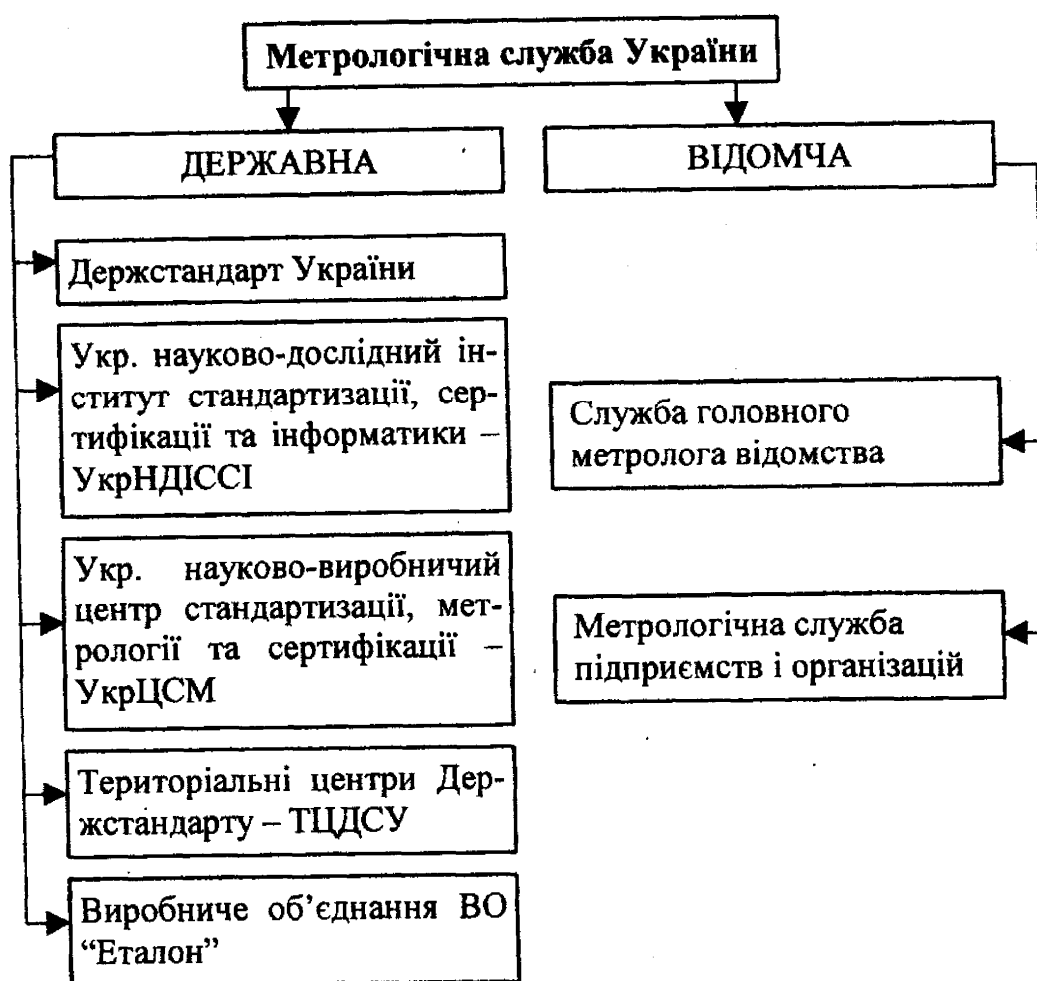 Метрологічна служба України
ДЕРЖАВНА
ВІДОМЧА
Держстандарт України
Укр. науково-дослідний ін-
ститут стандартизації, сер-
тифікації та інформатики –
УкрНДІССІ
Укр. науково-виробничий
центр стандартизації, мет-
рології та сертифікації –
УкрЦСМ
Територіальні центри Дер-
жстандарту – ТЦДСУ
Виробниче об’єднання ВО
“Еталон”
Служба головного
метролога відомства
Метрологічна служба
підприємств і організацій